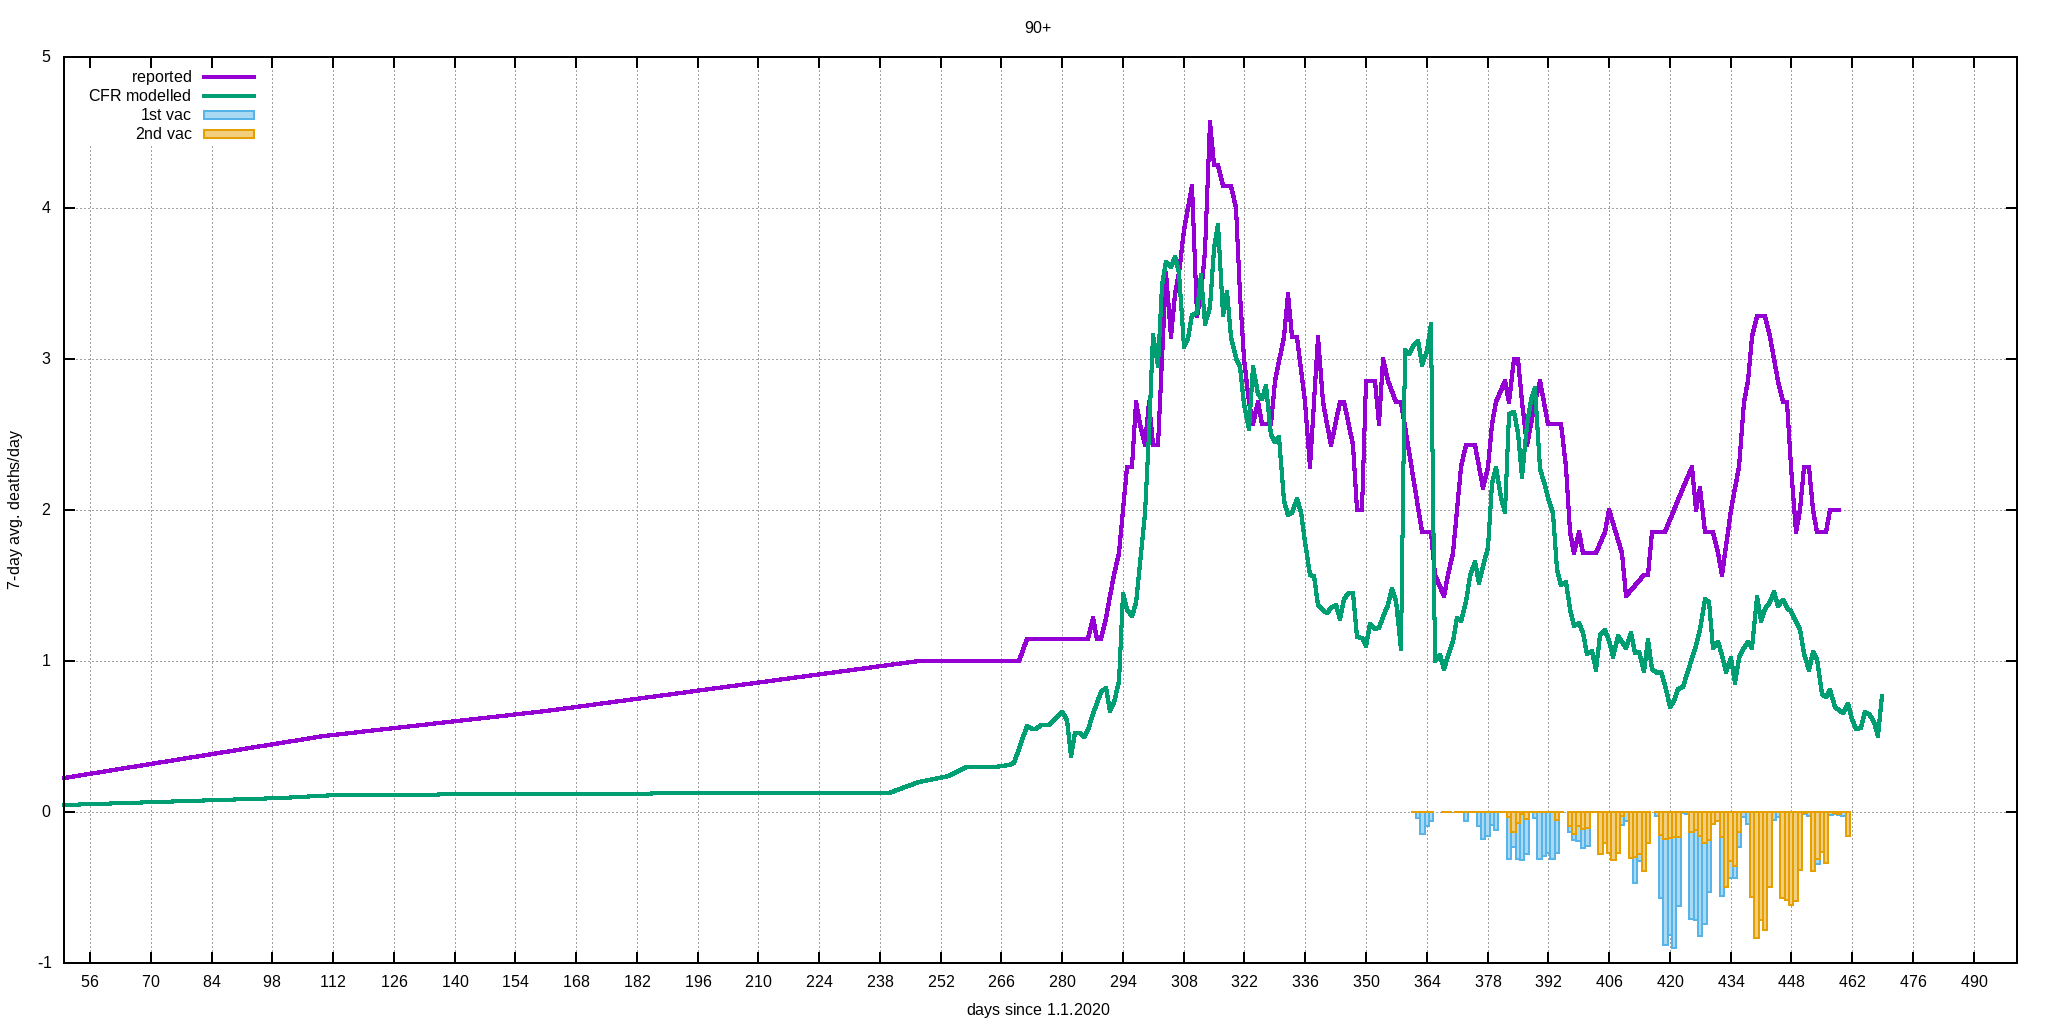 90+
5
reported
CFR modelled
1st vac
2nd vac
4
3
2
1
0
-1
7-day avg. deaths/day
56 70 84 98 112 126 140 154 168 182 196 210 224 238 252 266 280 294 308 322 336 350 364 378 392 406 420 434 448 462 476 490
days since 1.1.2020